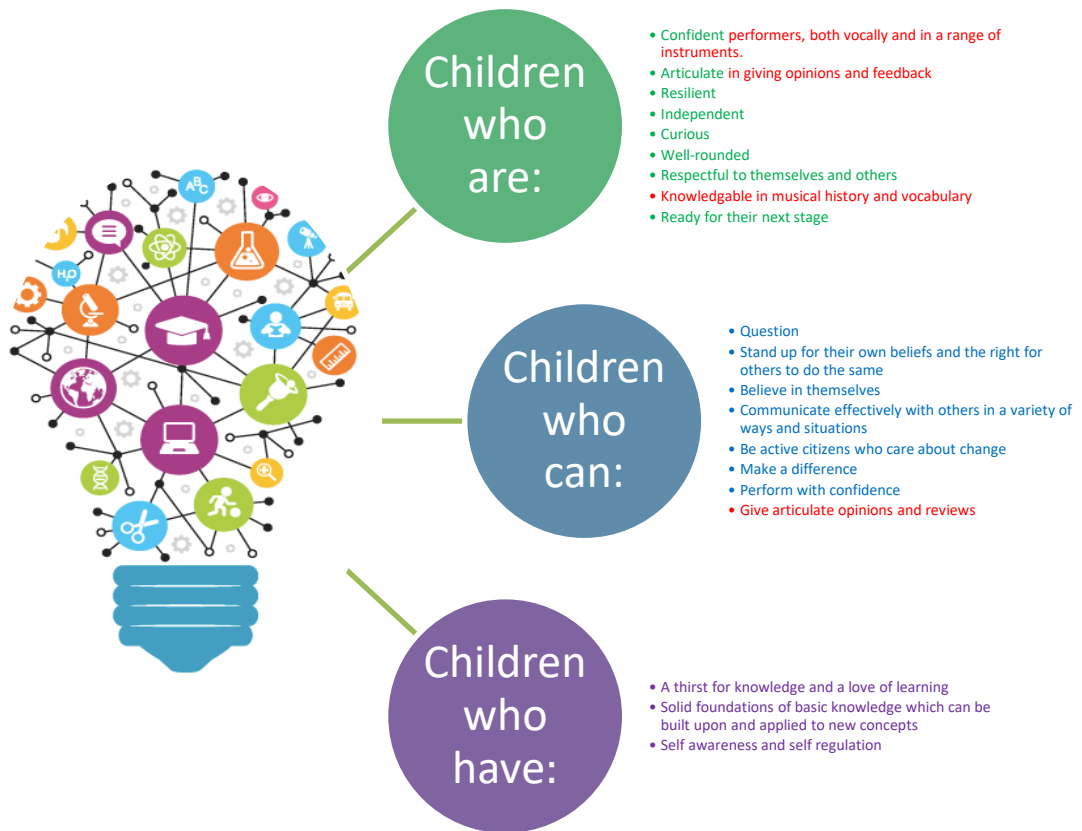 Children
who
are:
• Confident performers, both vocally and in a range of
instruments.
• Articulate in giving opinions and feedback
• Resilient
• Independent
• Curious
• Well-rounded
• Respectful to themselves and others
• Knowledgable in musical history and vocabulary
• Ready for their next stage
ABC
H₂O
Children
who
can:
• Question
• Stand up for their own beliefs and the right for
others to do the same
• Believe in themselves
• Communicate effectively with others in a variety of
ways and situations
• Be active citizens who care about change
• Make a difference
• Perform with confidence
• Give articulate opinions and reviews
Children
who
have:
• A thirst for knowledge and a love of learning
• Solid foundations of basic knowledge which can be
built upon and applied to new concepts
• Self awareness and self regulation